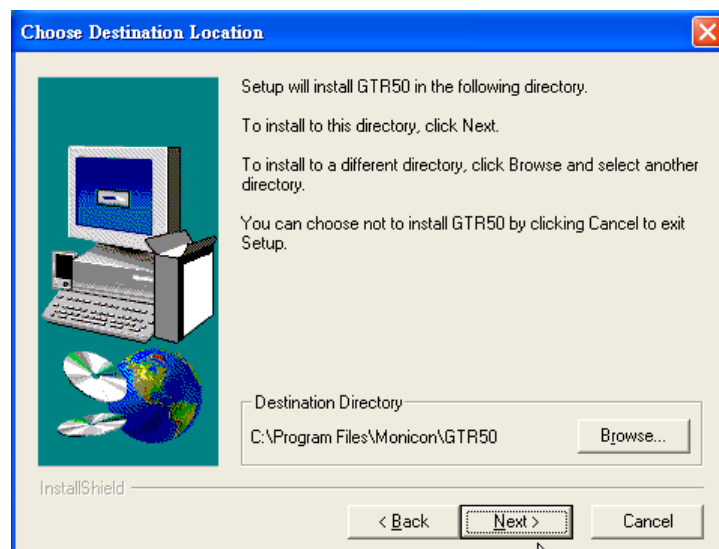 Choose Destination Location
Setup will install GTR50 in the following directory.
To install to this directory, click Next.
To install to a different directory, click Browse and select another
directory.
You can choose not to install GTR50 by clicking Cancel to exit
Setup.
Destination Directory
C:\Program Files\Monicon\GTR50
Browse...
InstallShield
< Back
Next >
Cancel